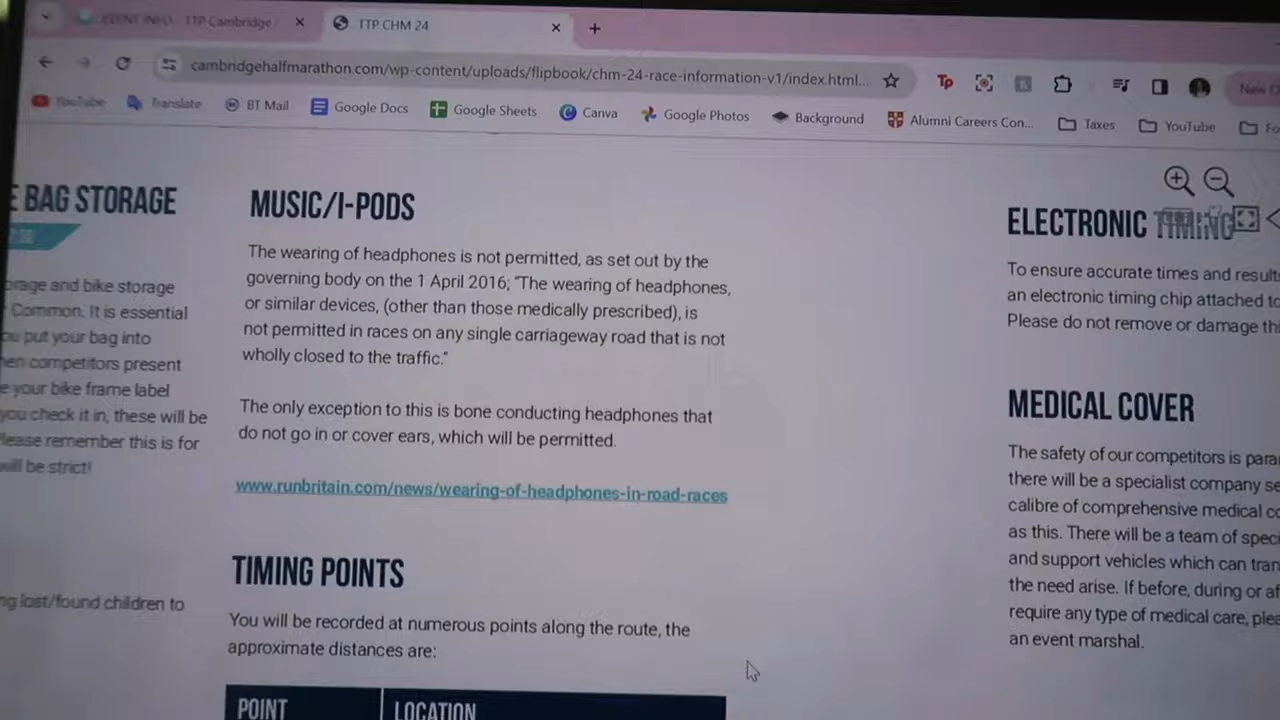 EVENT INFO - TTP Cambridge
TTP CHM 24
cambridgehalfmarathon.com/wp-content/uploads/flipbook/chm-24-race-information-v1/index.html...
Tp
New C
YouTube
Translate
BT Mail
Google Docs
Google Sheets
Canva
Google Photos
Background
Alumni Careers Con...
Taxes
YouTube
Fo
E BAG STORAGE
orage and bike storage
Common. It is essential
ou put your bag into
hen competitors present
e your bike frame label
you check it in, these will be
lease remember this is for
will be strict!
ng lost/found children to
MUSIC/I-PODS
The wearing of headphones is not permitted, as set out by the
governing body on the 1 April 2016; "The wearing of headphones,
or similar devices, (other than those medically prescribed), is
not permitted in races on any single carriageway road that is not
wholly closed to the traffic."
The only exception to this is bone conducting headphones that
do not go in or cover ears, which will be permitted.
www.runbritain.com/news/wearing-of-headphones-in-road-races
TIMING POINTS
You will be recorded at numerous points along the route, the
approximate distances are:
POINT
LOCATION
ELECTRONIC TIMING
To ensure accurate times and results
an electronic timing chip attached to
Please do not remove or damage th
MEDICAL COVER
The safety of our competitors is para
there will be a specialist company se
calibre of comprehensive medical co
as this. There will be a team of speci
and support vehicles which can tran
the need arise. If before, during or af
require any type of medical care, plea
an event marshal.